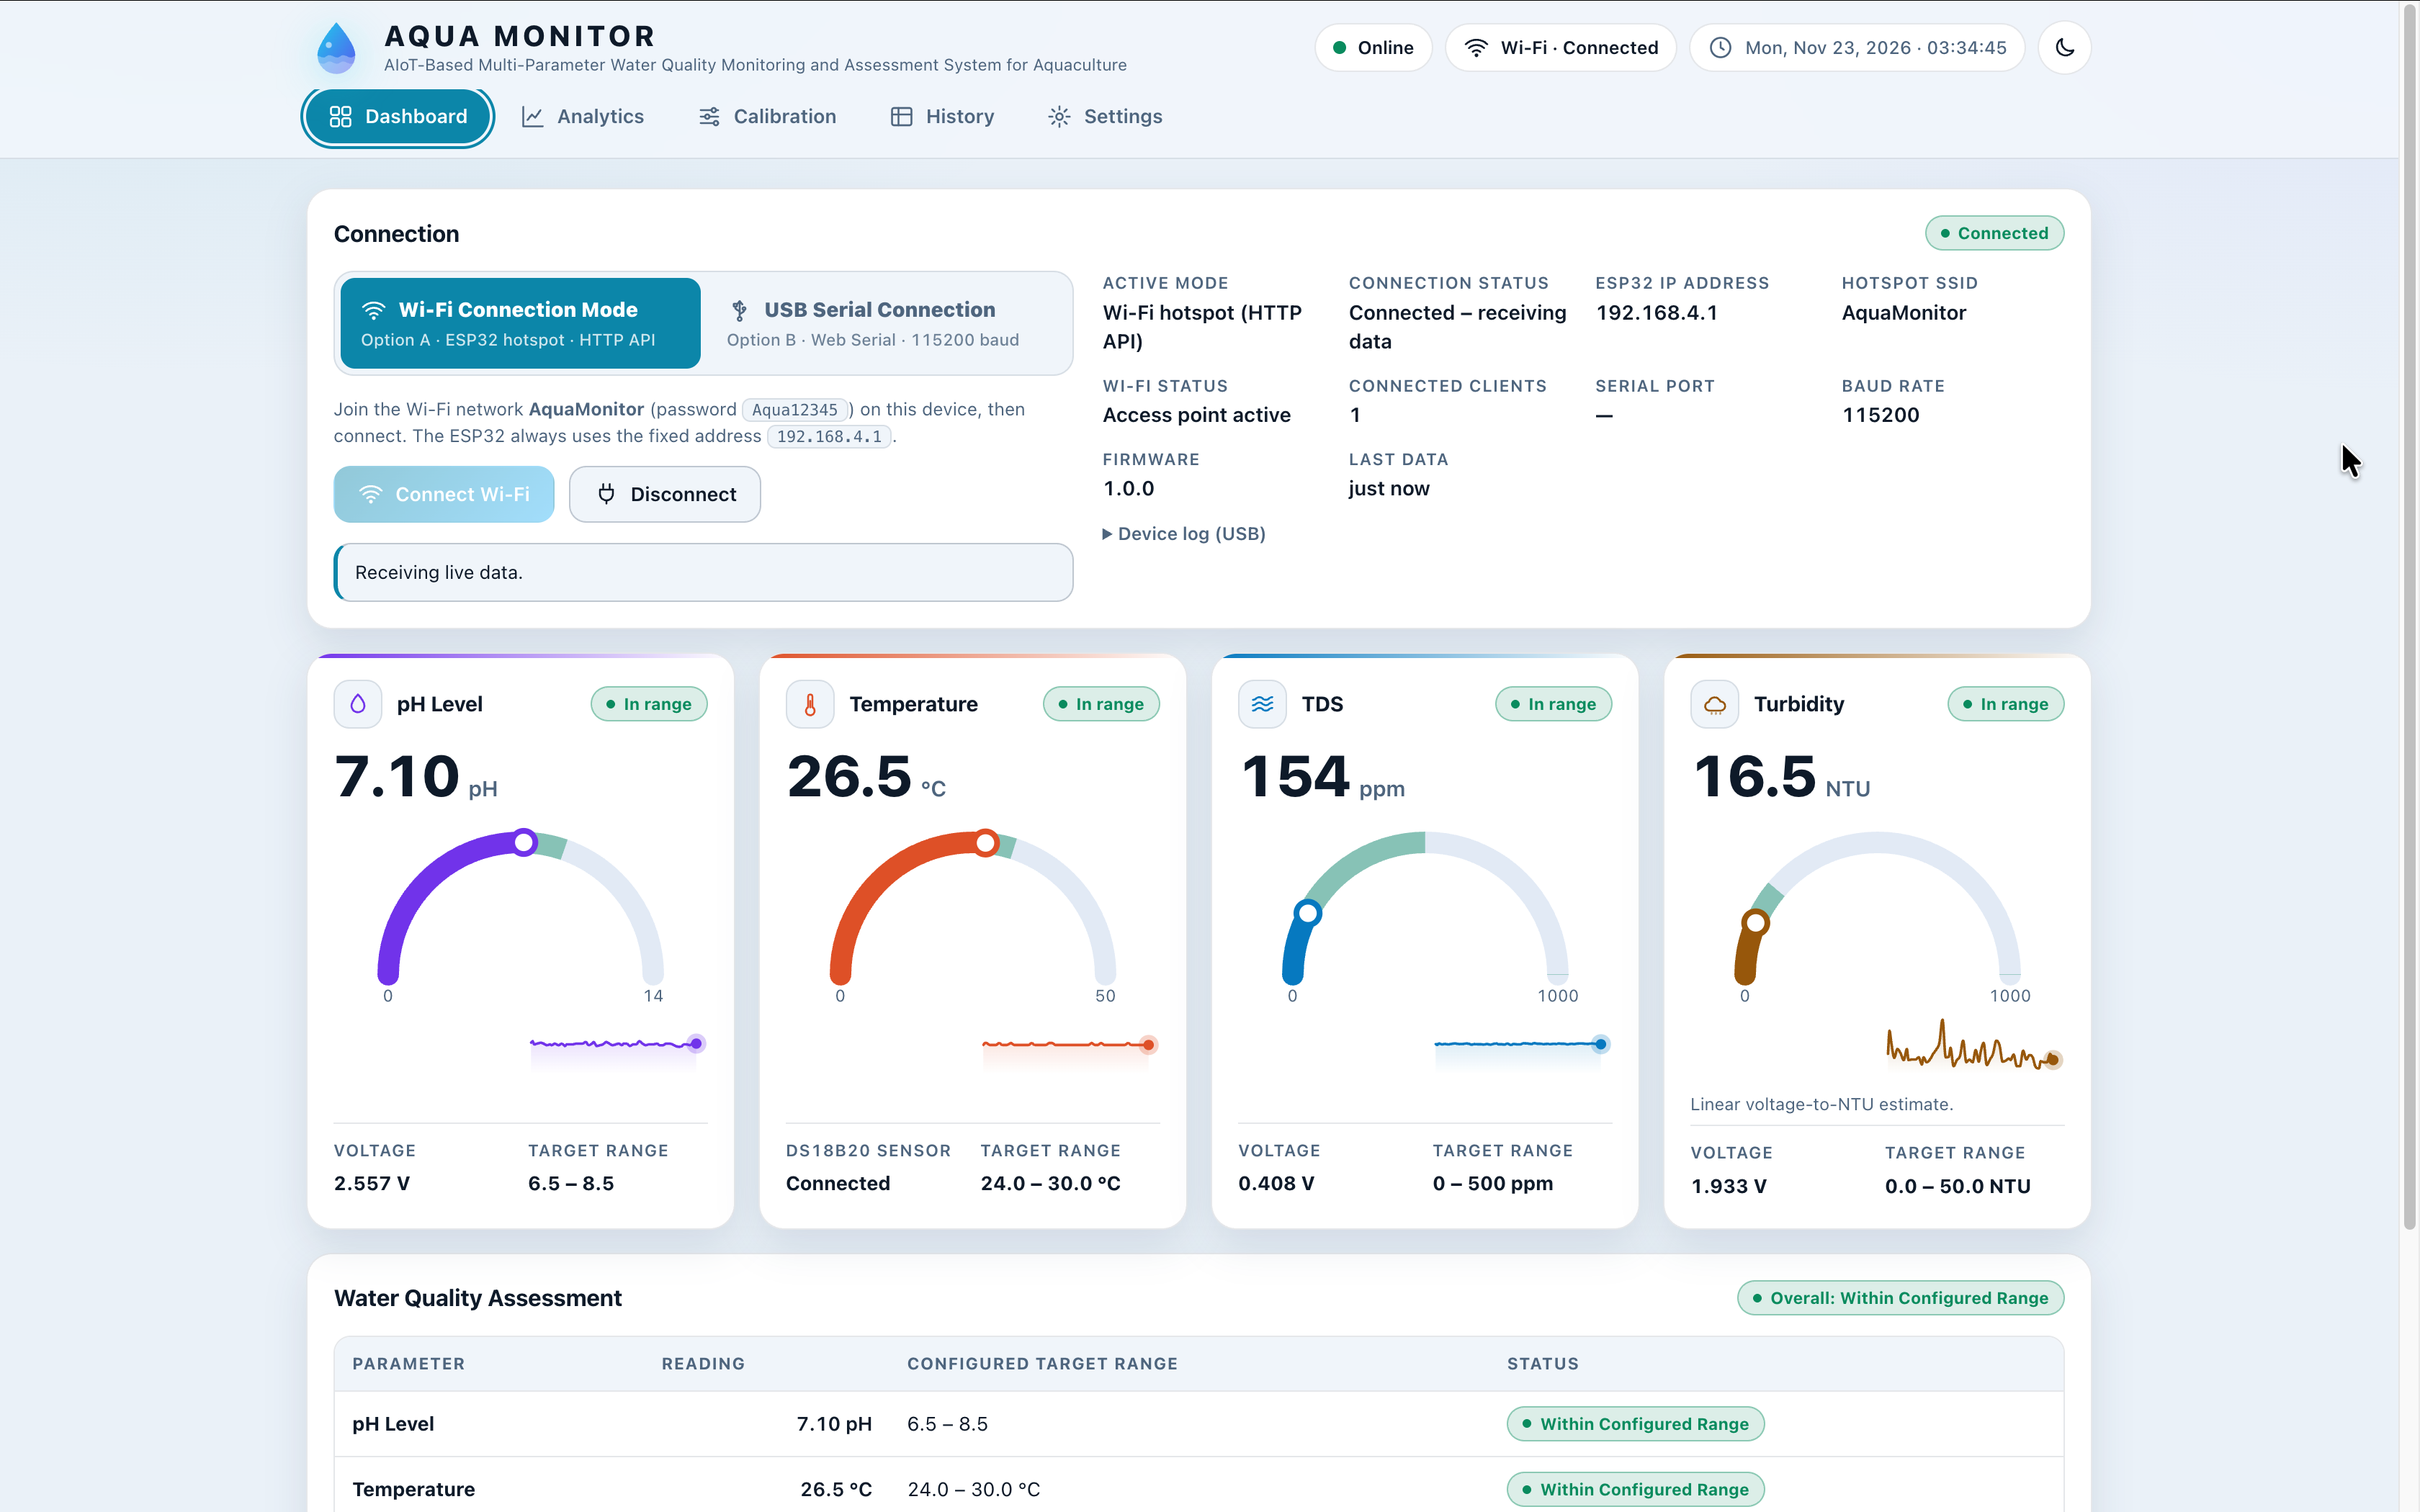 AQUA MONITOR
AIoT-Based Multi-Parameter Water Quality Monitoring and Assessment System for Aquaculture
Online
Wi-Fi · Connected
Mon, Nov 23, 2026 · 03:34:45
Dashboard
Analytics
Calibration
History
Settings
Connection
Connected
Wi-Fi Connection Mode
Option A · ESP32 hotspot · HTTP API
USB Serial Connection
Option B · Web Serial · 115200 baud
Join the Wi-Fi network AquaMonitor (password Aqua12345) on this device, then
connect. The ESP32 always uses the fixed address 192.168.4.1.
Connect Wi-Fi
Disconnect
Receiving live data.
ACTIVE MODE
Wi-Fi hotspot (HTTP
API)
CONNECTION STATUS
Connected – receiving
data
ESP32 IP ADDRESS
192.168.4.1
HOTSPOT SSID
AquaMonitor
WI-FI STATUS
Access point active
CONNECTED CLIENTS
1
SERIAL PORT
—
BAUD RATE
115200
FIRMWARE
1.0.0
LAST DATA
just now
Device log (USB)
pH Level
In range
7.10 pH
0
14
VOLTAGE
2.557 V
TARGET RANGE
6.5 – 8.5
Temperature
In range
26.5 °C
0
50
DS18B20 SENSOR
Connected
TARGET RANGE
24.0 – 30.0 °C
TDS
In range
154 ppm
0
1000
VOLTAGE
0.408 V
TARGET RANGE
0 – 500 ppm
Turbidity
In range
16.5 NTU
0
1000
Linear voltage-to-NTU estimate.
VOLTAGE
1.933 V
TARGET RANGE
0.0 – 50.0 NTU
Water Quality Assessment
Overall: Within Configured Range
PARAMETER READING CONFIGURED TARGET RANGE STATUS
pH Level 7.10 pH 6.5 – 8.5 Within Configured Range
Temperature 26.5 °C 24.0 – 30.0 °C Within Configured Range